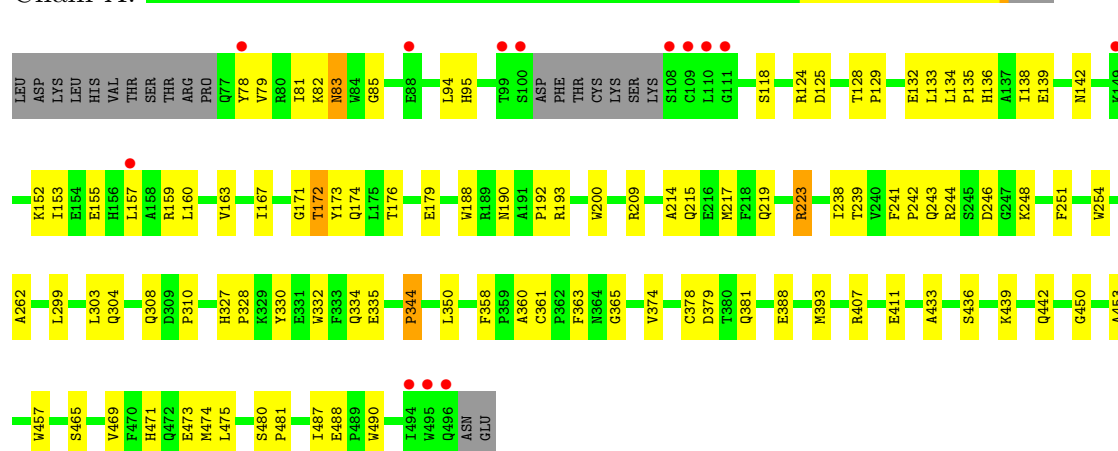 LEU ASP LYS LEU HIS VAL THR SER THR THR ARG PRO Q77 Y78 V79 R80 I81 K82 N83 W84 G85 E88 L94 H95 T99 S100 ASP PHE THR CYS LYS SER LYS S108 C109 L110 G111 S118 R124 D125 T128 P129 E132 L133 L134 P135 H136 A137 I138 E139 N142 K149
K152 I153 E154 E155 H156 L157 A158 R159 L160 V163 I167 G171 T172 Y173 Q174 L175 T176 E179 W188 R189 N190 A191 P192 R193 W200 R209 A214 Q215 E216 M217 F218 Q219 R223 I238 T239 V240 F241 P242 Q243 R244 S245 D246 G247 K248 F251 W254
A262 L299 L303 Q304 Q308 D309 P310 H327 P328 K329 Y330 E331 W332 F333 Q334 E335 P344 L350 F358 P359 A360 C361 P362 F363 N364 G365 V374 C378 D379 T380 Q381 E388 M393 R407 E411 A433 S436 K439 Q442 G450 A453
W457 S465 V469 F470 H471 Q472 E473 M474 L475 S480 P481 I487 E488 P489 W490 I494 W495 Q496 ASN GLU